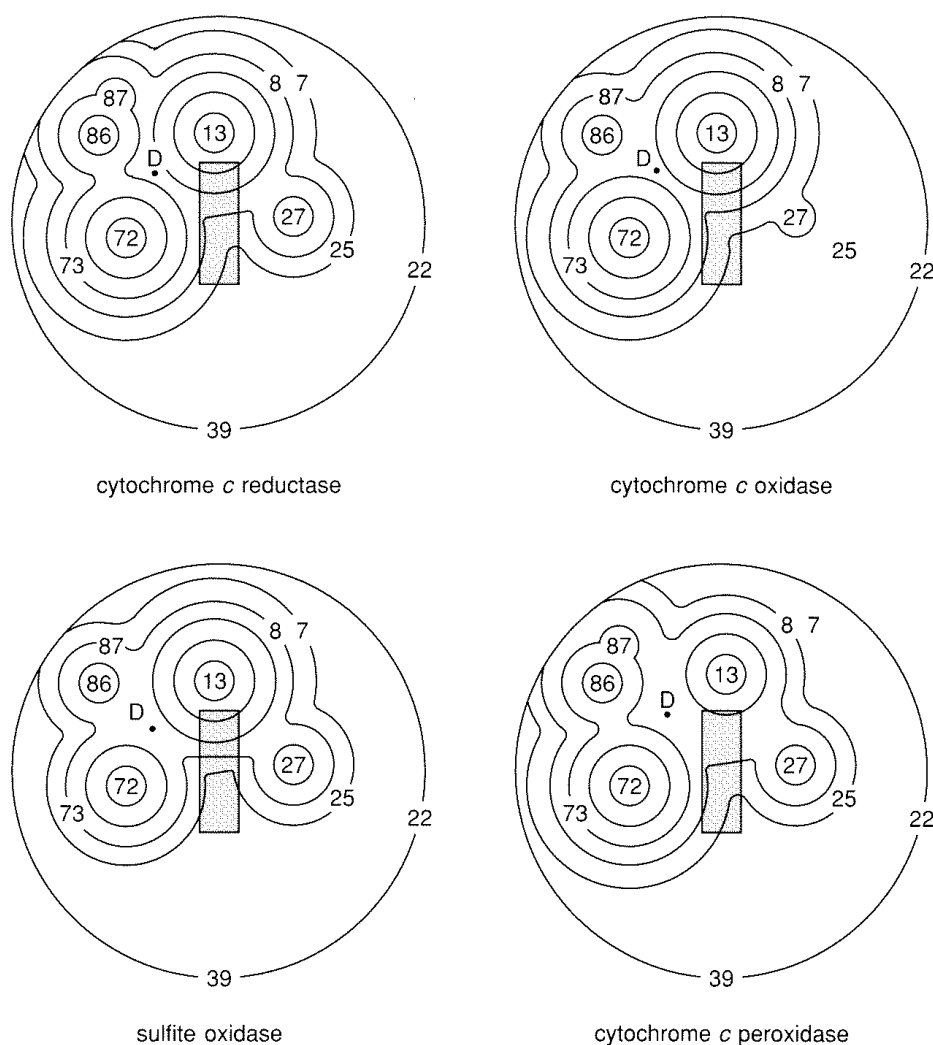 87 8 7
86 13
D
72 27
73 25 22
39
cytochrome c reductase
87 8 7
86 13
D
72 27
73 25 22
39
cytochrome c oxidase
87 8 7
86 13
D
72 27
73 25 22
39
sulfite oxidase
87 8 7
86 13
D
72 27
73 25 22
39
cytochrome c peroxidase